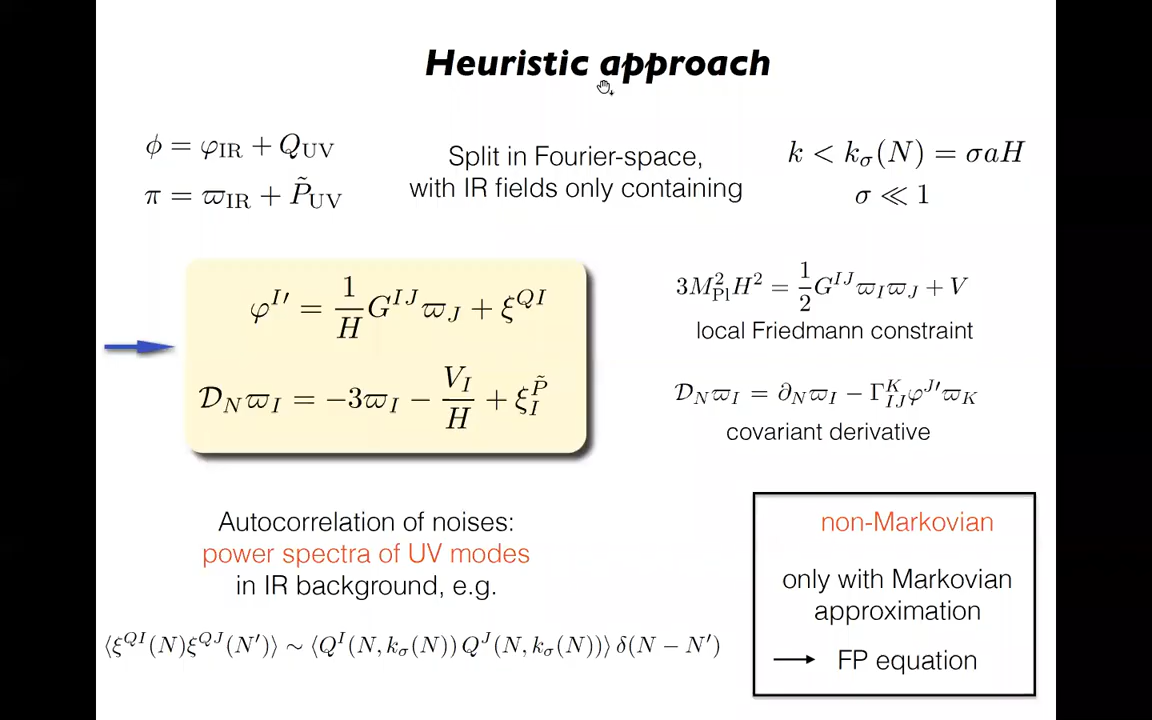 Heuristic approach
ϕ = φ_IR + Q_UV
π = ϖ_IR + P̃_UV
Split in Fourier-space,
with IR fields only containing
k < k_σ(N) = σaH
σ ≪ 1
φ^I′ = 1/H G^IJ ϖ_J + ξ^QI
𝒟_N ϖ_I = −3ϖ_I − V_I/H + ξ_I^P̃
3M_Pl^2 H^2 = 1/2 G^IJ ϖ_I ϖ_J + V
local Friedmann constraint
𝒟_N ϖ_I = ∂_N ϖ_I − Γ_IJ^K φ^J′ ϖ_K
covariant derivative
Autocorrelation of noises:
power spectra of UV modes
in IR background, e.g.
⟨ξ^QI(N)ξ^QJ(N′)⟩ ∼ ⟨Q^I(N, k_σ(N)) Q^J(N, k_σ(N))⟩ δ(N − N′)
non-Markovian
only with Markovian
approximation
⟶ FP equation